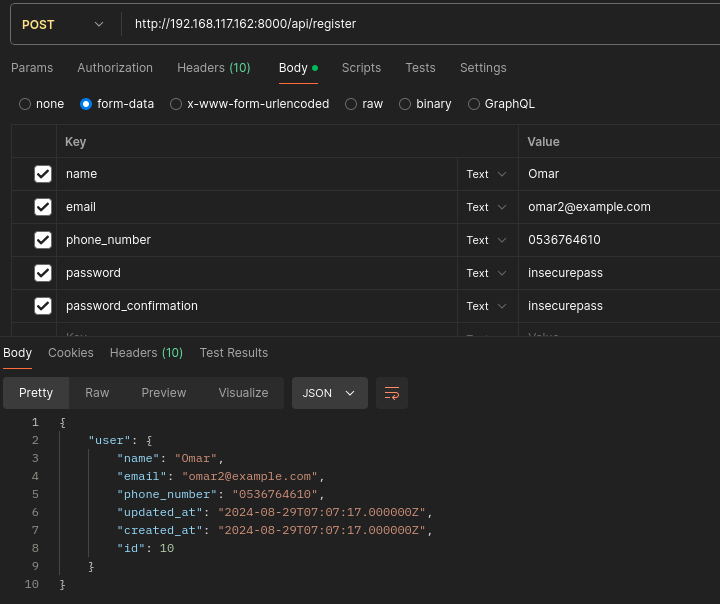 POST http://192.168.117.162:8000/api/register
Params Authorization Headers (10) Body Scripts Tests Settings
none form-data x-www-form-urlencoded raw binary GraphQL
Key Value
name Text Omar
email Text omar2@example.com
phone_number Text 0536764610
password Text insecurepass
password_confirmation Text insecurepass
Key Text Value
Body Cookies Headers (10) Test Results
Pretty Raw Preview Visualize JSON
1 {
2 "user": {
3 "name": "Omar",
4 "email": "omar2@example.com",
5 "phone_number": "0536764610",
6 "updated_at": "2024-08-29T07:07:17.000000Z",
7 "created_at": "2024-08-29T07:07:17.000000Z",
8 "id": 10
9 }
10 }